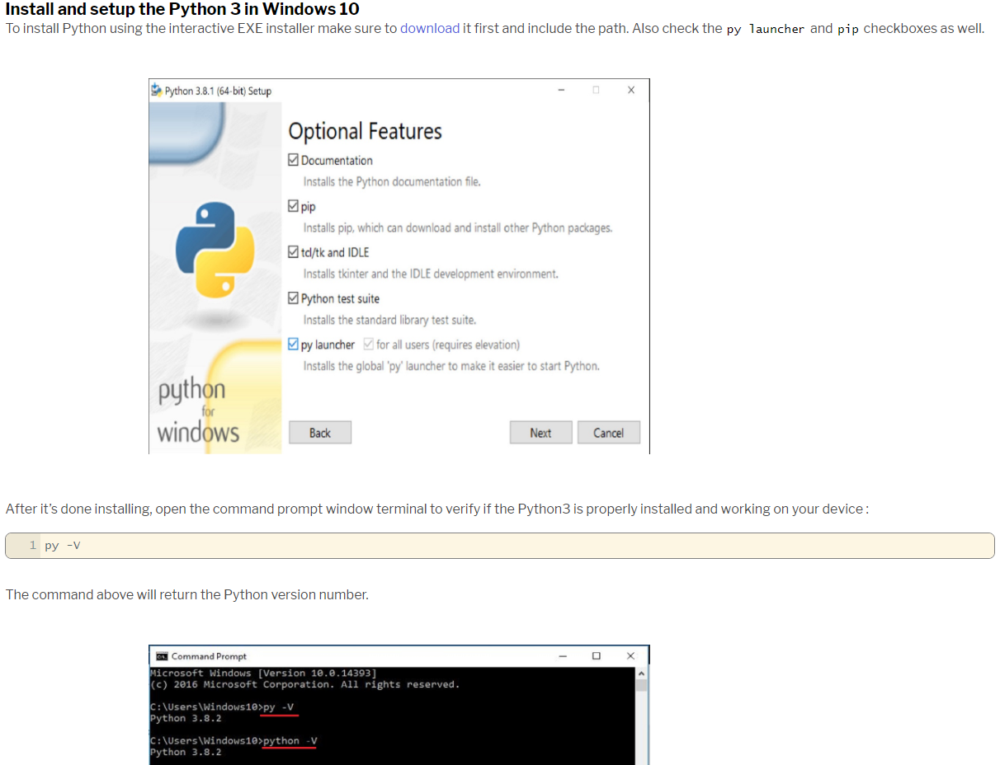 Install and setup the Python 3 in Windows 10
To install Python using the interactive EXE installer make sure to download it first and include the path. Also check the py launcher and pip checkboxes as well.
Python 3.8.1 (64-bit) Setup
Optional Features
Documentation
Installs the Python documentation file.
pip
Installs pip, which can download and install other Python packages.
tcl/tk and IDLE
Installs tkinter and the IDLE development environment.
Python test suite
Installs the standard library test suite.
py launcher for all users (requires elevation)
Installs the global 'py' launcher to make it easier to start Python.
python
for
windows
Back Next Cancel
After it's done installing, open the command prompt window terminal to verify if the Python3 is properly installed and working on your device :
1 py -V
The command above will return the Python version number.
Command Prompt
Microsoft Windows [Version 10.0.14393]
(c) 2016 Microsoft Corporation. All rights reserved.
C:\Users\Windows10>py -V
Python 3.8.2
C:\Users\Windows10>python -V
Python 3.8.2